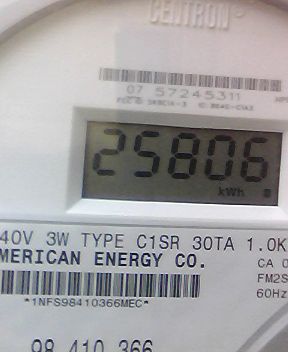 CENTRON
07 57245311
25806
kWh
40V 3W TYPE C1SR 30TA 1.0K
MERICAN ENERGY CO. CA 0
FM2S
60Hz
*1NFS98410366MEC*
98 410 366